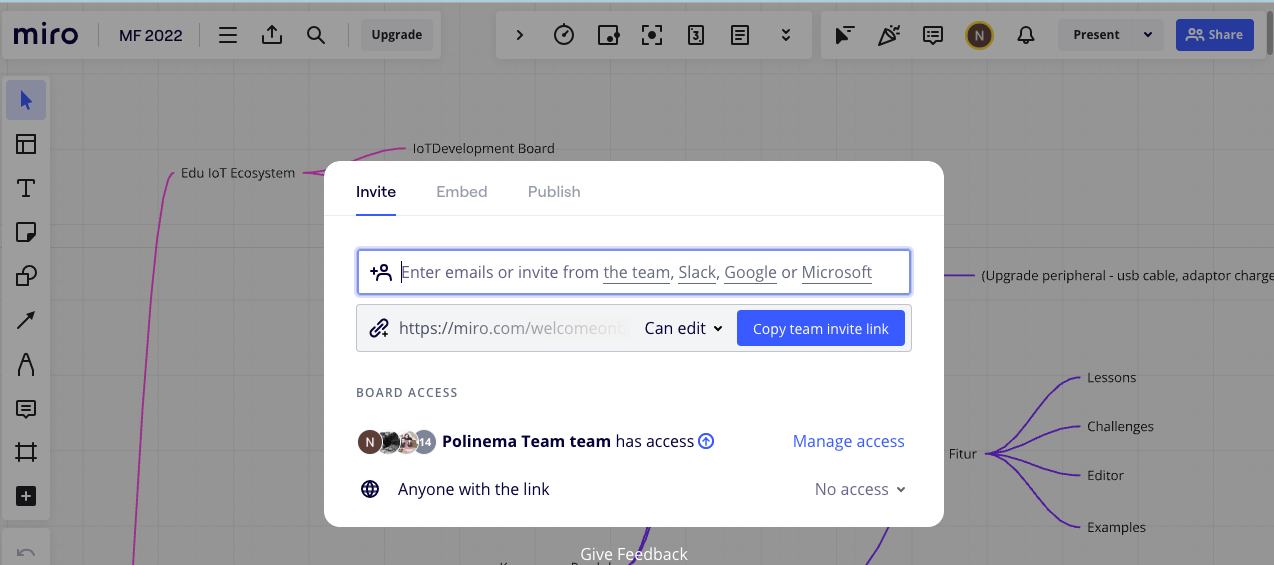 miro MF 2022 Upgrade 3 N Present Share
IoTDevelopment Board
Edu IoT Ecosystem
Invite Embed Publish
Enter emails or invite from the team, Slack, Google or Microsoft
(Upgrade peripheral - usb cable, adaptor charge
https://miro.com/welcomeonb Can edit Copy team invite link
BOARD ACCESS
Lessons
Challenges
N 14 Polinema Team team has access Manage access
Fitur
Editor
Anyone with the link No access
Examples
Give Feedback